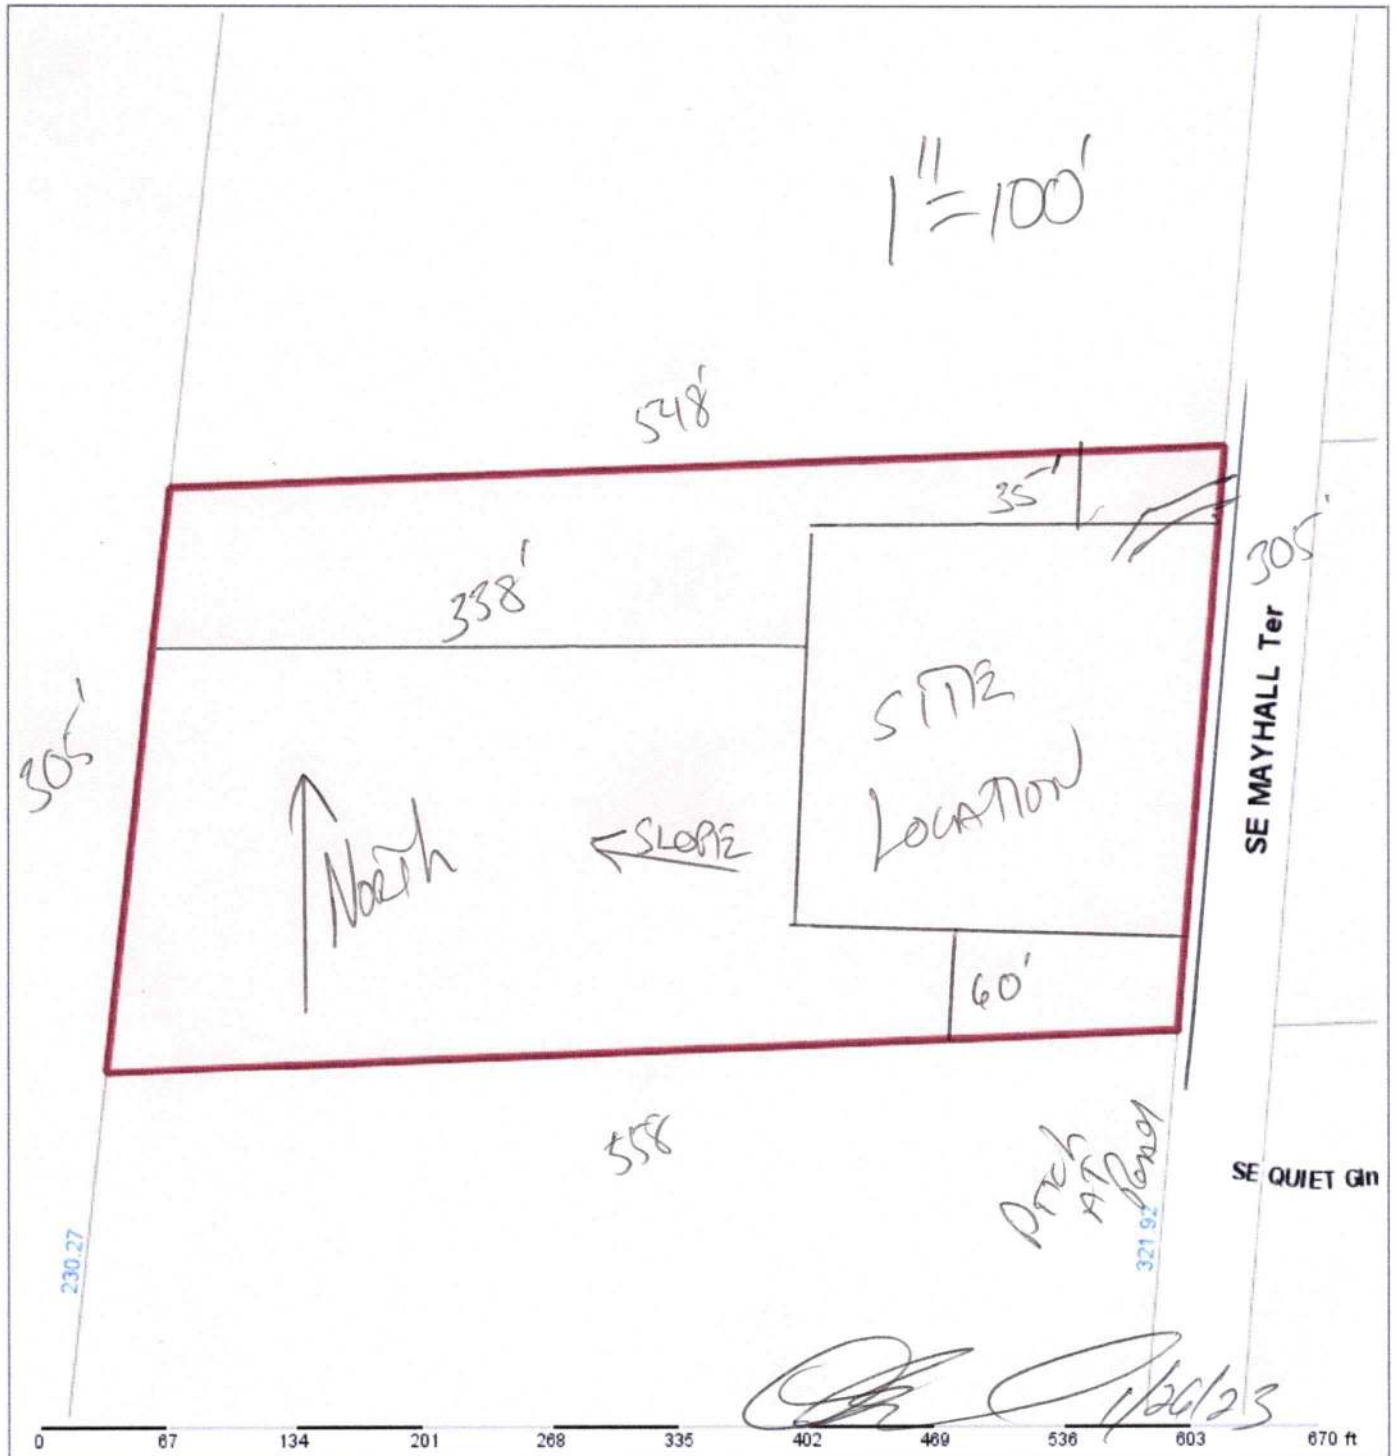 1"=100'
548'
35'
305'
338'
SITE
LOCATION
SE MAYHALL Ter
305'
North
SLOPE
60'
558
Ditch
AT
Road
SE QUIET Gln
230.27
321.92
1/26/23
0 67 134 201 268 335 402 469 536 603 670 ft